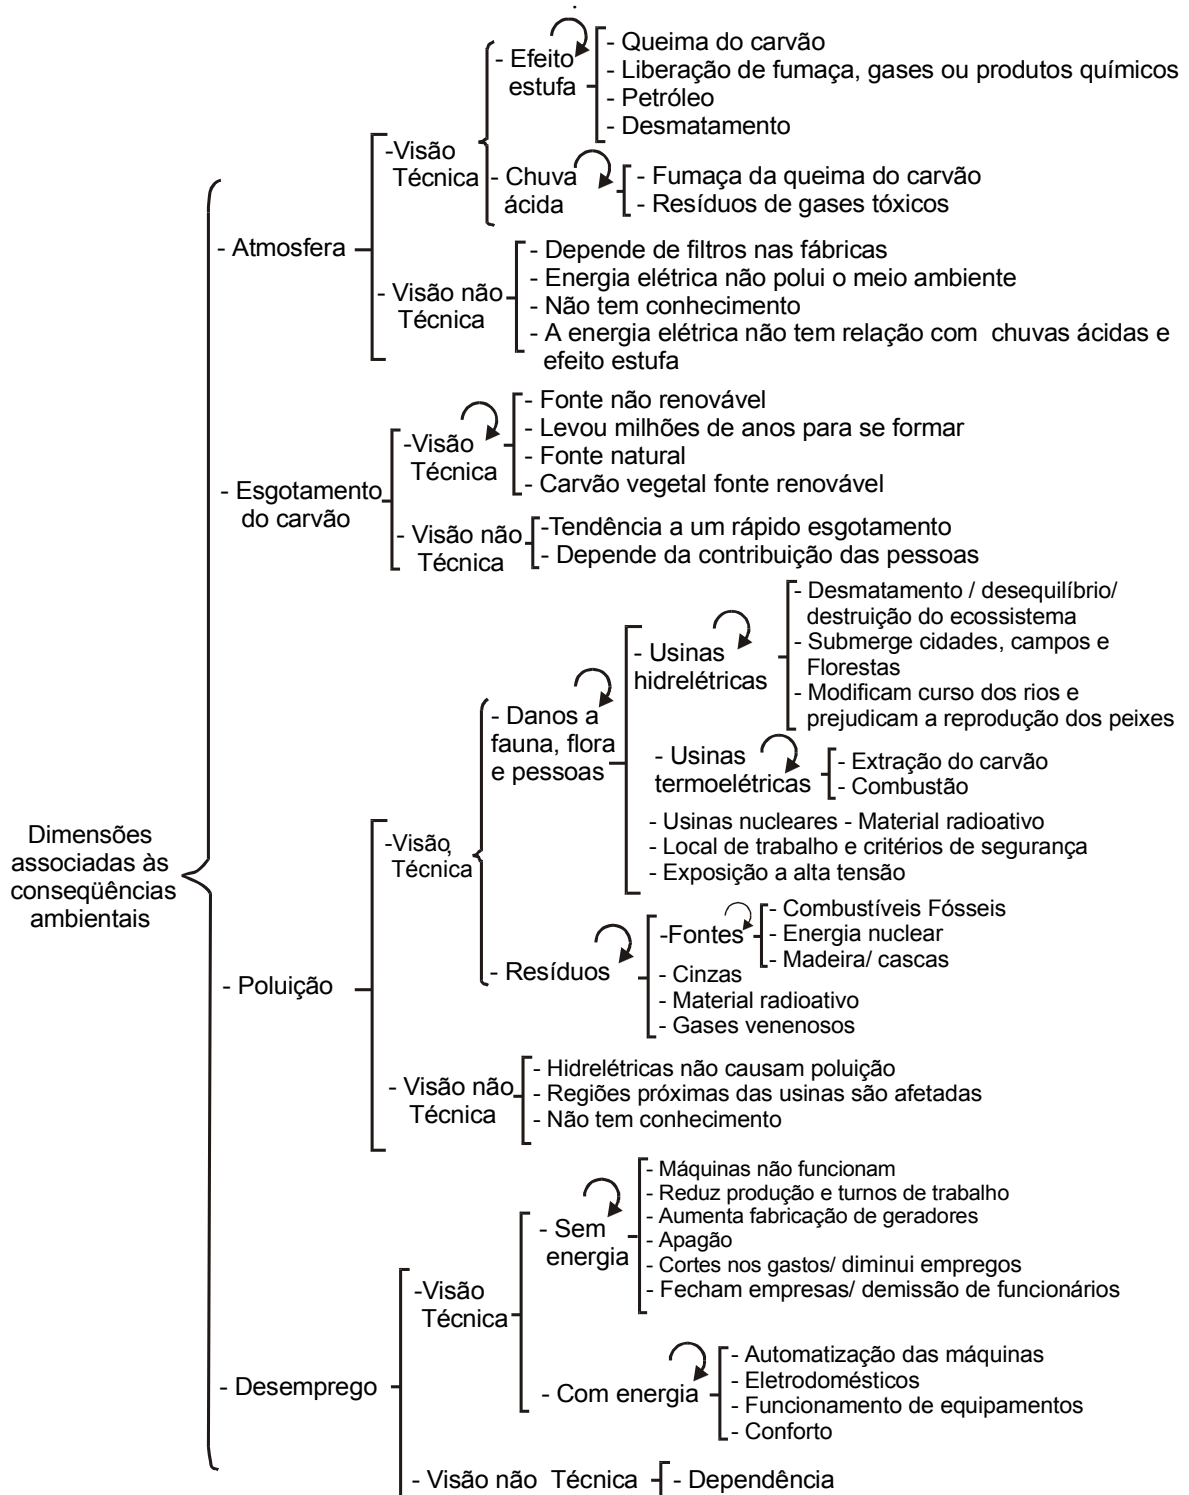 - Efeito
estufa
- Queima do carvão
- Liberação de fumaça, gases ou produtos químicos
- Petróleo
- Desmatamento
-Visão
Técnica
- Chuva
ácida
- Fumaça da queima do carvão
- Resíduos de gases tóxicos
- Atmosfera
- Visão não
Técnica
- Depende de filtros nas fábricas
- Energia elétrica não polui o meio ambiente
- Não tem conhecimento
- A energia elétrica não tem relação com chuvas ácidas e
efeito estufa
- Esgotamento
do carvão
-Visão
Técnica
- Fonte não renovável
- Levou milhões de anos para se formar
- Fonte natural
- Carvão vegetal fonte renovável
- Visão não
Técnica
-Tendência a um rápido esgotamento
- Depende da contribuição das pessoas
Dimensões
associadas às
conseqüências
ambientais
- Poluição
-Visão,
Técnica
- Danos a
fauna, flora
e pessoas
- Usinas
hidrelétricas
- Desmatamento / desequilíbrio/
destruição do ecossistema
- Submerge cidades, campos e
Florestas
- Modificam curso dos rios e
prejudicam a reprodução dos peixes
- Usinas
termoelétricas
- Extração do carvão
- Combustão
- Usinas nucleares - Material radioativo
- Local de trabalho e critérios de segurança
- Exposição a alta tensão
- Resíduos
-Fontes
- Combustíveis Fósseis
- Energia nuclear
- Madeira/ cascas
- Cinzas
- Material radioativo
- Gases venenosos
- Visão não
Técnica
- Hidrelétricas não causam poluição
- Regiões próximas das usinas são afetadas
- Não tem conhecimento
- Desemprego
-Visão
Técnica
- Sem
energia
- Máquinas não funcionam
- Reduz produção e turnos de trabalho
- Aumenta fabricação de geradores
- Apagão
- Cortes nos gastos/ diminui empregos
- Fecham empresas/ demissão de funcionários
- Com energia
- Automatização das máquinas
- Eletrodomésticos
- Funcionamento de equipamentos
- Conforto
- Visão não Técnica
- Dependência